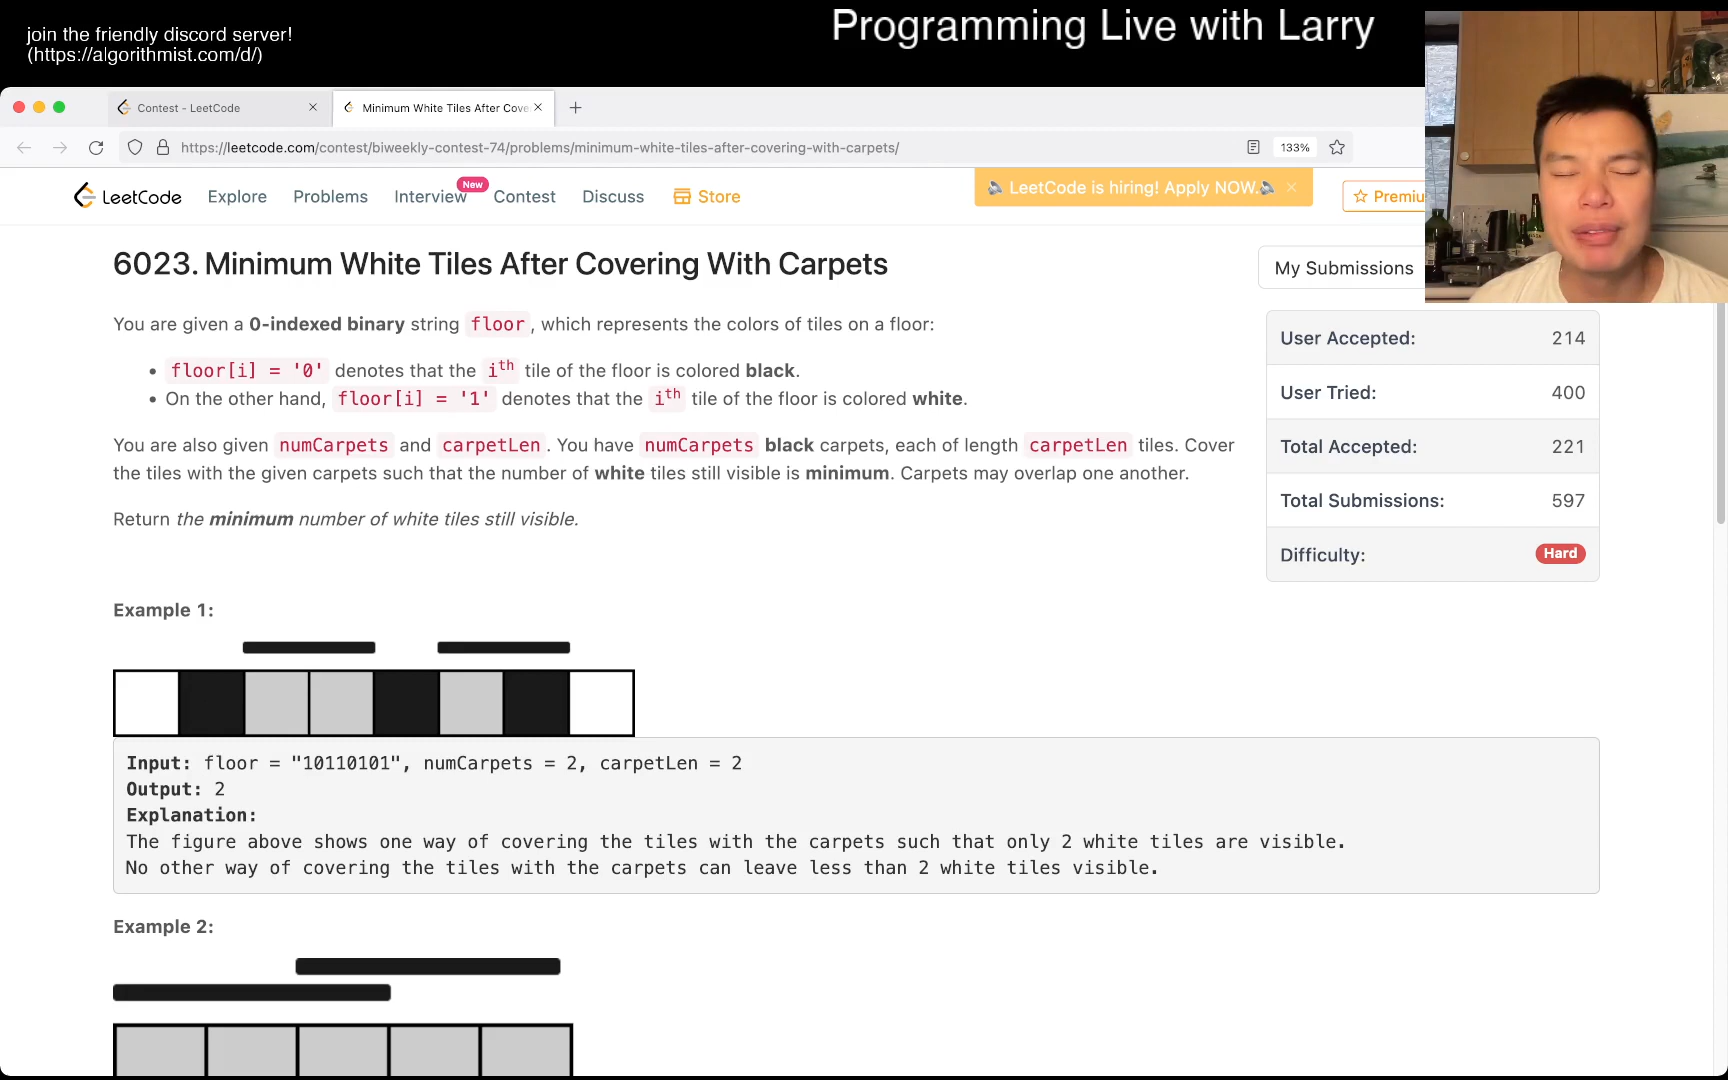 join the friendly discord server!
(https://algorithmist.com/d/)
Programming Live with Larry
Contest - LeetCode
Minimum White Tiles After Cove
https://leetcode.com/contest/biweekly-contest-74/problems/minimum-white-tiles-after-covering-with-carpets/
133%
LeetCode
Explore
Problems
Interview
New
Contest
Discuss
Store
LeetCode is hiring! Apply NOW.
Premiu
6023. Minimum White Tiles After Covering With Carpets
My Submissions
You are given a 0-indexed binary string floor, which represents the colors of tiles on a floor:
• floor[i] = '0' denotes that the ith tile of the floor is colored black.
• On the other hand, floor[i] = '1' denotes that the ith tile of the floor is colored white.
You are also given numCarpets and carpetLen. You have numCarpets black carpets, each of length carpetLen tiles. Cover
the tiles with the given carpets such that the number of white tiles still visible is minimum. Carpets may overlap one another.
Return the minimum number of white tiles still visible.
User Accepted: 214
User Tried: 400
Total Accepted: 221
Total Submissions: 597
Difficulty: Hard
Example 1:
Input: floor = "10110101", numCarpets = 2, carpetLen = 2
Output: 2
Explanation:
The figure above shows one way of covering the tiles with the carpets such that only 2 white tiles are visible.
No other way of covering the tiles with the carpets can leave less than 2 white tiles visible.
Example 2: